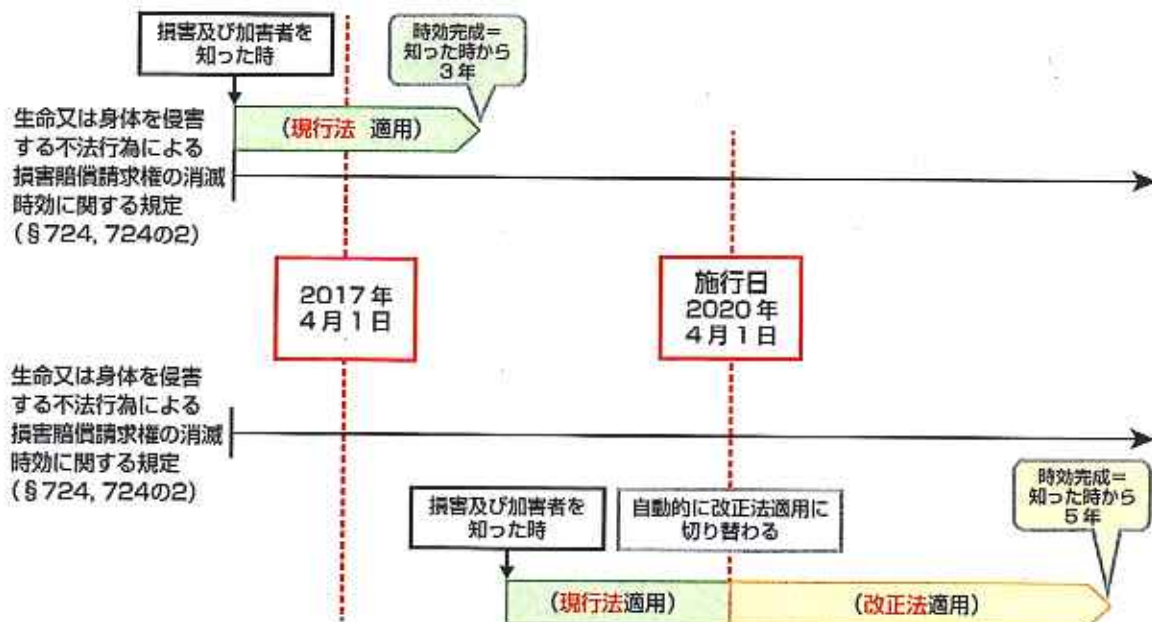 損害及び加害者を
知った時
時効完成=
知った時から
3年
生命又は身体を侵害
する不法行為による
損害賠償請求権の消滅
時効に関する規定
(§724, 724の2)
(現行法 適用)
2017年
4月1日
施行日
2020年
4月1日
生命又は身体を侵害
する不法行為による
損害賠償請求権の消滅
時効に関する規定
(§724, 724の2)
損害及び加害者を
知った時
自動的に改正法適用に
切り替わる
時効完成=
知った時から
5年
(現行法適用)
(改正法適用)